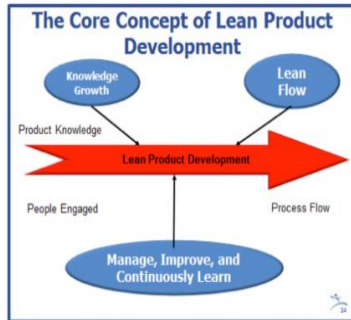 The Core Concept of Lean Product
Development
Knowledge
Growth
Lean
Flow
Product Knowledge
Lean Product Development
People Engaged
Process Flow
Manage, Improve, and
Continuously Learn
24